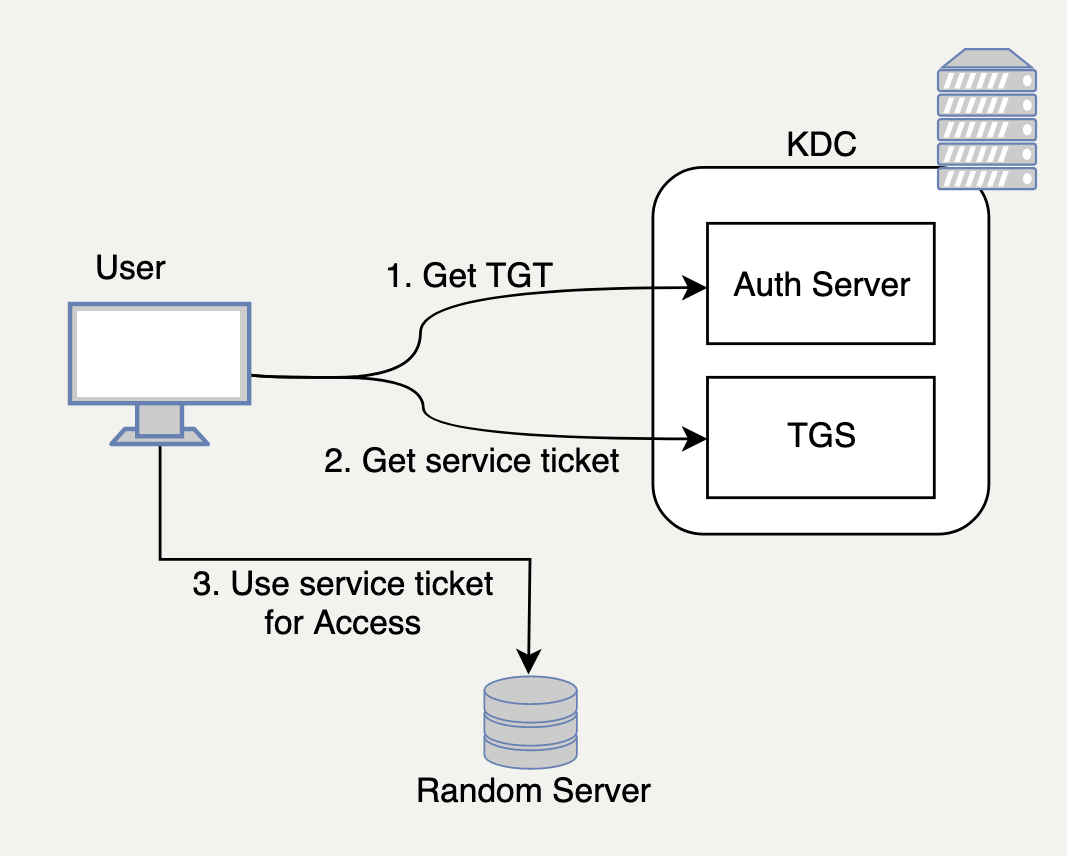 KDC
User
1. Get TGT
Auth Server
TGS
2. Get service ticket
3. Use service ticket
for Access
Random Server